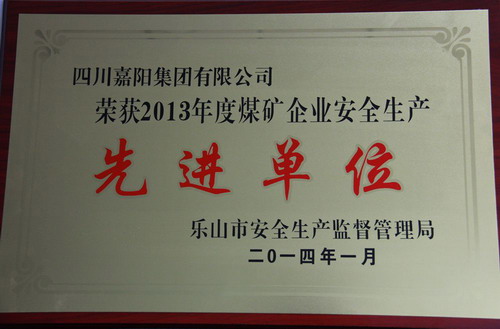 四川嘉阳集团有限公司
荣获2013年度煤矿企业安全生产
先进单位
乐山市安全生产监督管理局
二0一四年一月